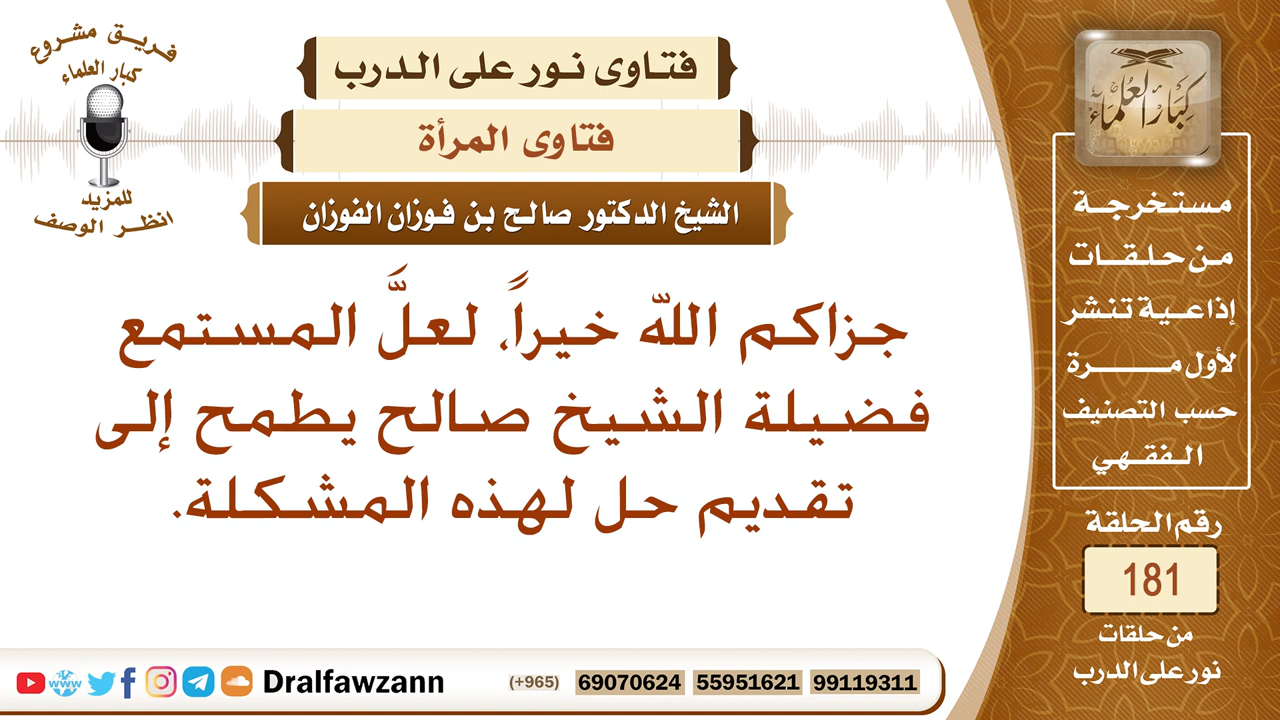 فريق مشروع
كبار العلماء
للمزيد
انظر الوصف
فتاوى نور على الدرب
فتاوى المرأة
الشيخ الدكتور صالح بن فوزان الفوزان
جزاكم الله خيراً، لعلَّ المستمع
فضيلة الشيخ صالح يطمح إلى
تقديم حل لهذه المشكلة.
كبار العلماء
مستخرجة
من حلقات
إذاعية تنشر
لأول مرة
حسب التصنيف
الفقهي
رقم الحلقة
181
من حلقات
نور على الدرب
www
Dralfawzann
(+965) 69070624 55951621 99119311